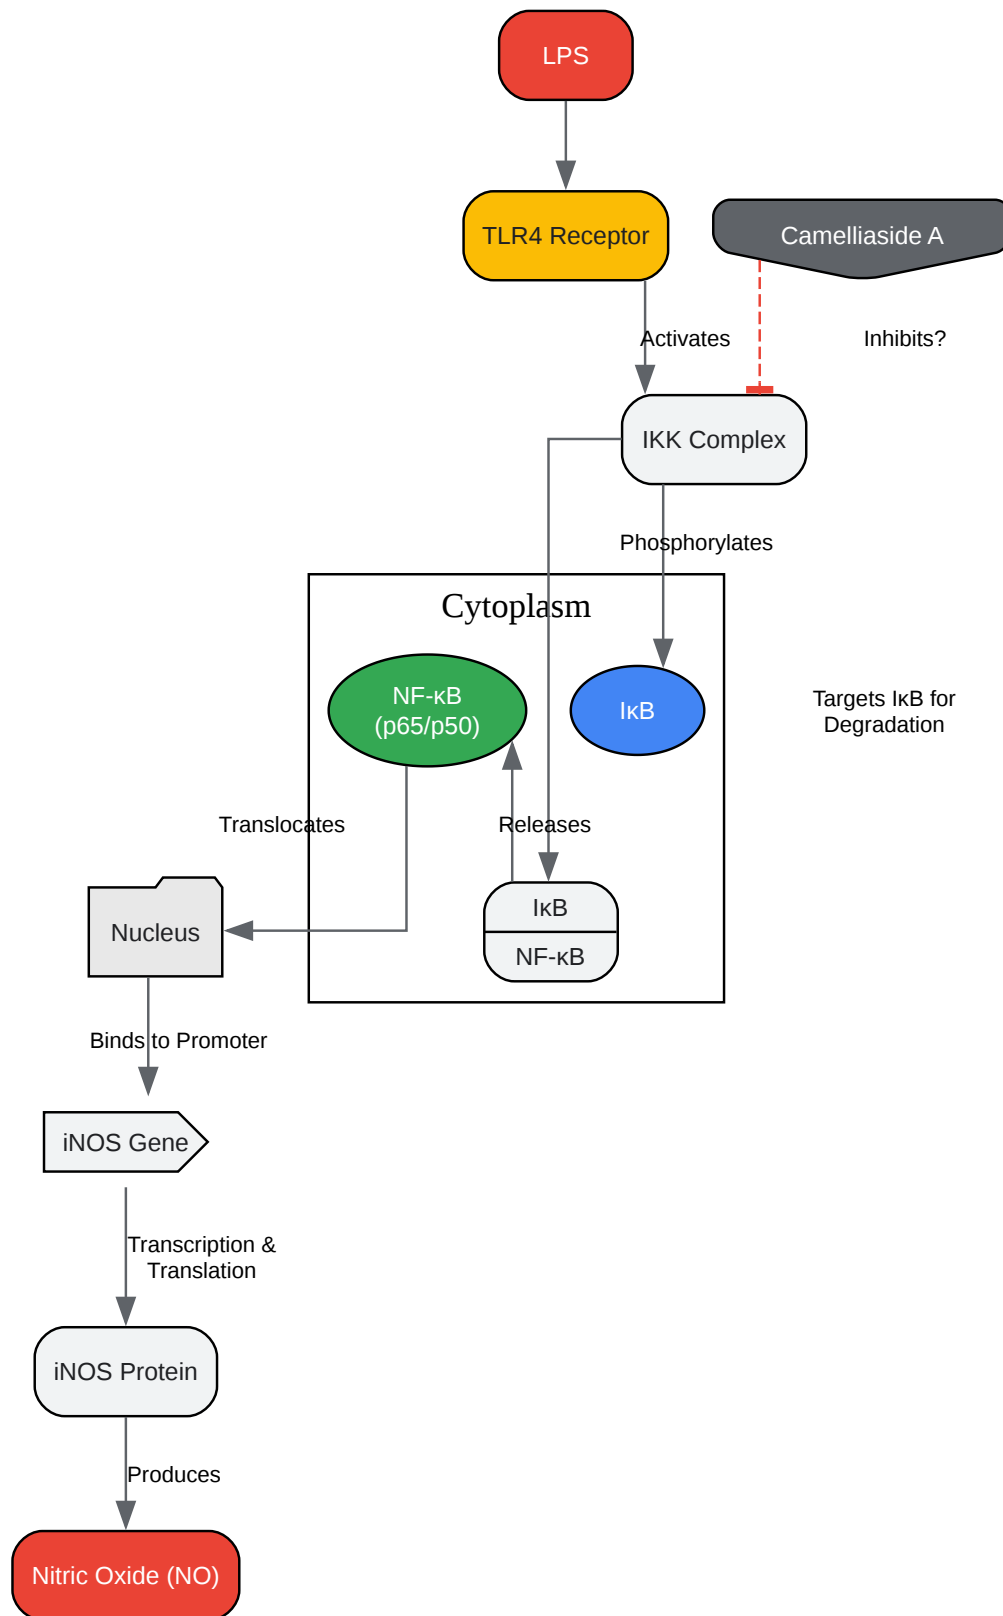 LPS
TLR4 Receptor
Camelliaside A
Activates
Inhibits?
IKK Complex
Phosphorylates
Cytoplasm
NF-κB
(p65/p50)
IκB
Targets IκB for
Degradation
Translocates
Releases
IκB
NF-κB
Nucleus
Binds to Promoter
iNOS Gene
Transcription &
Translation
iNOS Protein
Produces
Nitric Oxide (NO)